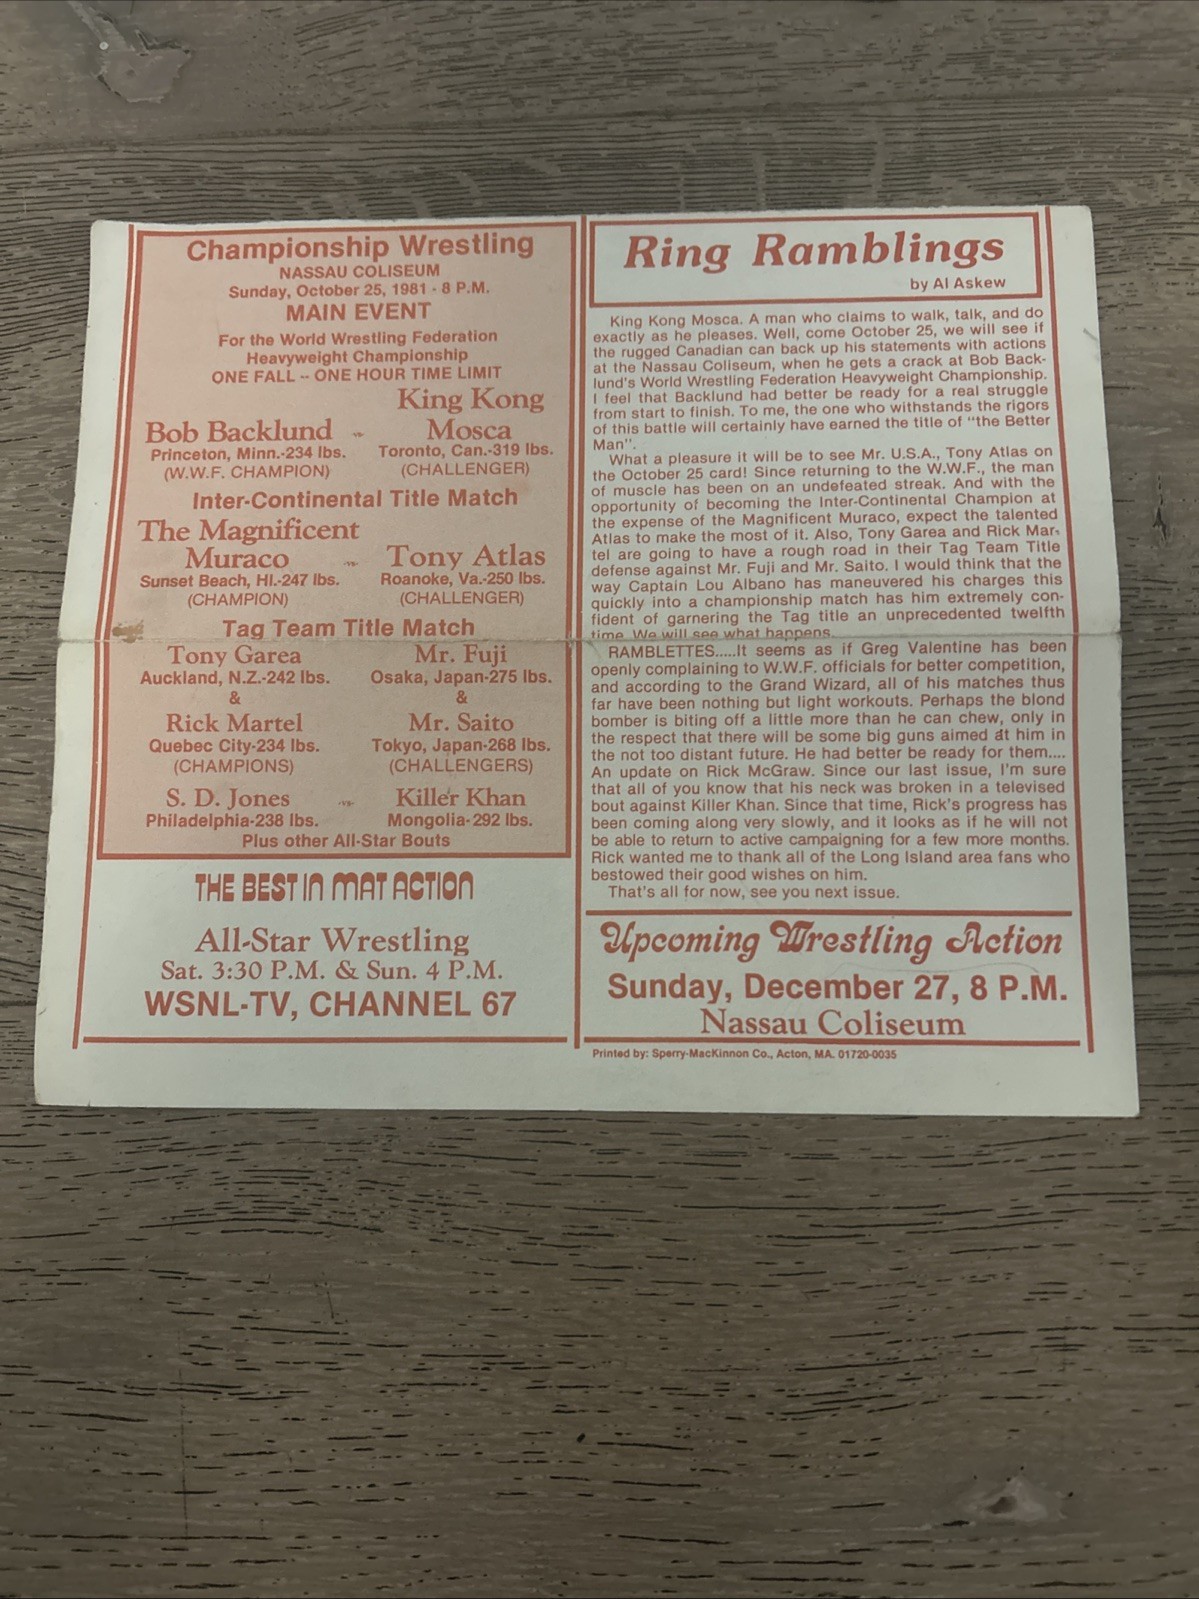 Championship Wrestling
NASSAU COLISEUM
Sunday, October 25, 1981 - 8 P.M.
MAIN EVENT
For the World Wrestling Federation
Heavyweight Championship
ONE FALL -- ONE HOUR TIME LIMIT
King Kong
Bob Backlund -vs- Mosca
Princeton, Minn.-234 lbs. Toronto, Can.-319 lbs.
(W.W.F. CHAMPION) (CHALLENGER)
Inter-Continental Title Match
The Magnificent
Muraco -vs- Tony Atlas
Sunset Beach, HI.-247 lbs. Roanoke, Va.-250 lbs.
(CHAMPION) (CHALLENGER)
Tag Team Title Match
Tony Garea Mr. Fuji
Auckland, N.Z.-242 lbs. Osaka, Japan-275 lbs.
& &
Rick Martel Mr. Saito
Quebec City-234 lbs. Tokyo, Japan-268 lbs.
(CHAMPIONS) (CHALLENGERS)
S. D. Jones -vs- Killer Khan
Philadelphia-238 lbs. Mongolia-292 lbs.
Plus other All-Star Bouts
THE BEST IN MAT ACTION
All-Star Wrestling
Sat. 3:30 P.M. & Sun. 4 P.M.
WSNL-TV, CHANNEL 67
Ring Ramblings
by Al Askew
King Kong Mosca. A man who claims to walk, talk, and do
exactly as he pleases. Well, come October 25, we will see if
the rugged Canadian can back up his statements with actions
at the Nassau Coliseum, when he gets a crack at Bob Back-
lund's World Wrestling Federation Heavyweight Championship.
I feel that Backlund had better be ready for a real struggle
from start to finish. To me, the one who withstands the rigors
of this battle will certainly have earned the title of "the Better
Man".
What a pleasure it will be to see Mr. U.S.A., Tony Atlas on
the October 25 card! Since returning to the W.W.F., the man
of muscle has been on an undefeated streak. And with the
opportunity of becoming the Inter-Continental Champion at
the expense of the Magnificent Muraco, expect the talented
Atlas to make the most of it. Also, Tony Garea and Rick Mar-
tel are going to have a rough road in their Tag Team Title
defense against Mr. Fuji and Mr. Saito. I would think that the
way Captain Lou Albano has maneuvered his charges this
quickly into a championship match has him extremely con-
fident of garnering the Tag title an unprecedented twelfth
time. We will see what happens.
RAMBLETTES.....It seems as if Greg Valentine has been
openly complaining to W.W.F. officials for better competition,
and according to the Grand Wizard, all of his matches thus
far have been nothing but light workouts. Perhaps the blond
bomber is biting off a little more than he can chew, only in
the respect that there will be some big guns aimed at him in
the not too distant future. He had better be ready for them....
An update on Rick McGraw. Since our last issue, I'm sure
that all of you know that his neck was broken in a televised
bout against Killer Khan. Since that time, Rick's progress has
been coming along very slowly, and it looks as if he will not
be able to return to active campaigning for a few more months.
Rick wanted me to thank all of the Long Island area fans who
bestowed their good wishes on him.
That's all for now, see you next issue.
Upcoming Wrestling Action
Sunday, December 27, 8 P.M.
Nassau Coliseum
Printed by: Sperry-MacKinnon Co., Acton, MA. 01720-0035